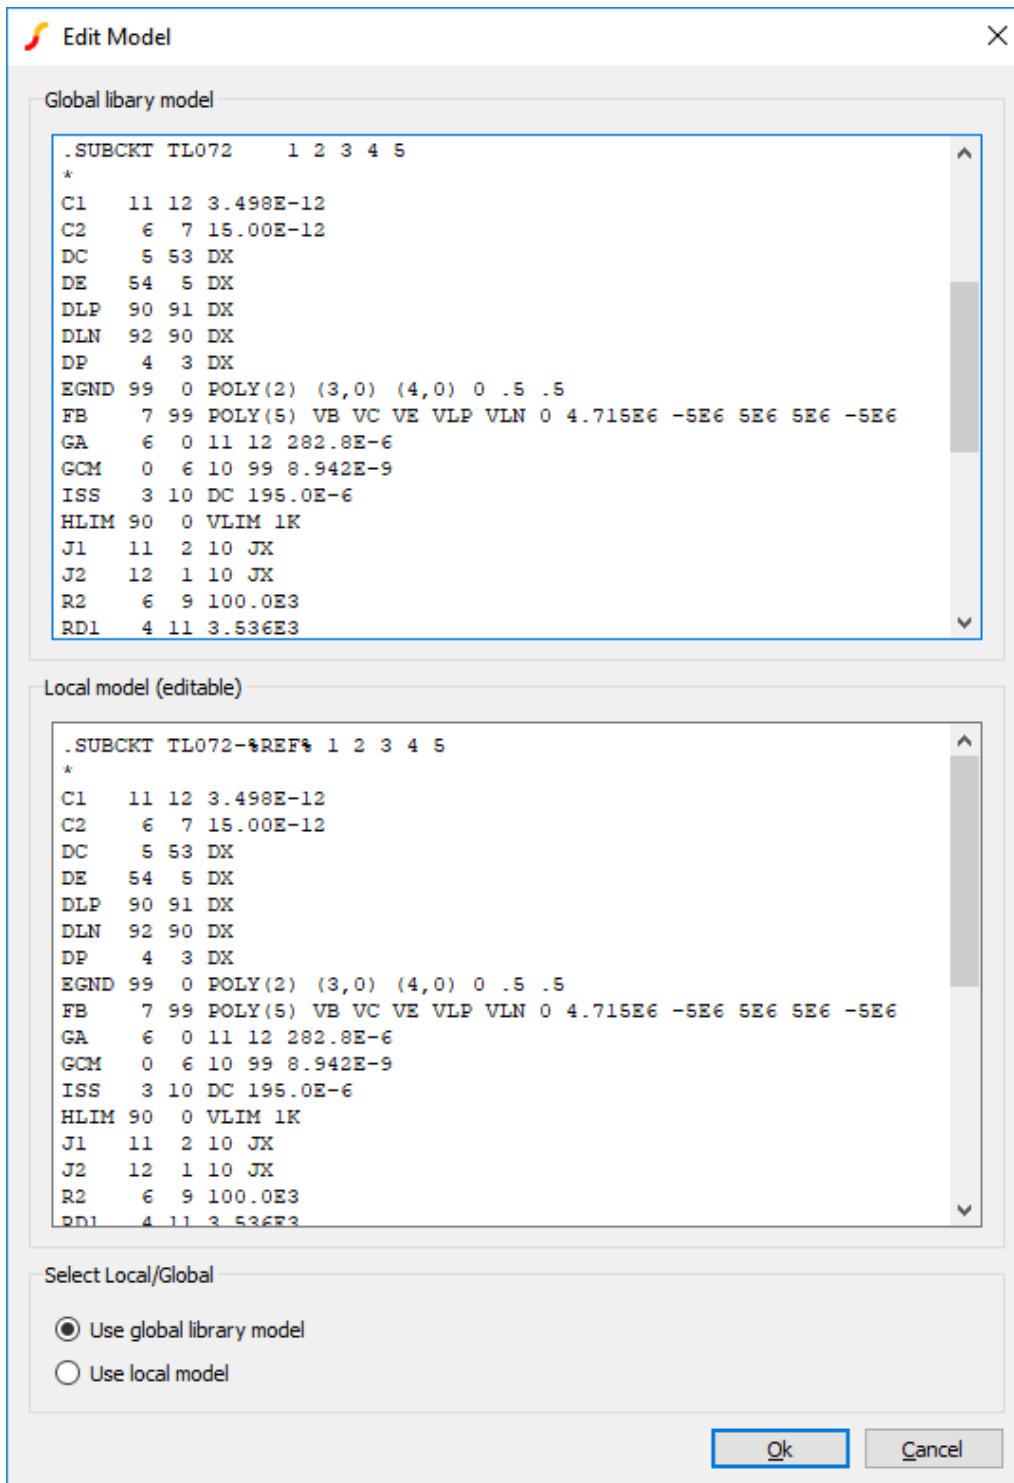 Edit Model
Global libary model
.SUBCKT TL072    1 2 3 4 5
*
C1   11 12 3.498E-12
C2    6  7 15.00E-12
DC    5 53 DX
DE   54  5 DX
DLP  90 91 DX
DLN  92 90 DX
DP    4  3 DX
EGND 99  0 POLY(2) (3,0) (4,0) 0 .5 .5
FB    7 99 POLY(5) VB VC VE VLP VLN 0 4.715E6 -5E6 5E6 5E6 -5E6
GA    6  0 11 12 282.8E-6
GCM   0  6 10 99 8.942E-9
ISS   3 10 DC 195.0E-6
HLIM 90  0 VLIM 1K
J1   11  2 10 JX
J2   12  1 10 JX
R2    6  9 100.0E3
RD1   4 11 3.536E3
Local model (editable)
.SUBCKT TL072-%REF% 1 2 3 4 5
*
C1   11 12 3.498E-12
C2    6  7 15.00E-12
DC    5 53 DX
DE   54  5 DX
DLP  90 91 DX
DLN  92 90 DX
DP    4  3 DX
EGND 99  0 POLY(2) (3,0) (4,0) 0 .5 .5
FB    7 99 POLY(5) VB VC VE VLP VLN 0 4.715E6 -5E6 5E6 5E6 -5E6
GA    6  0 11 12 282.8E-6
GCM   0  6 10 99 8.942E-9
ISS   3 10 DC 195.0E-6
HLIM 90  0 VLIM 1K
J1   11  2 10 JX
J2   12  1 10 JX
R2    6  9 100.0E3
RD1   4 11 3.536E3
Select Local/Global
Use global library model
Use local model
Ok Cancel